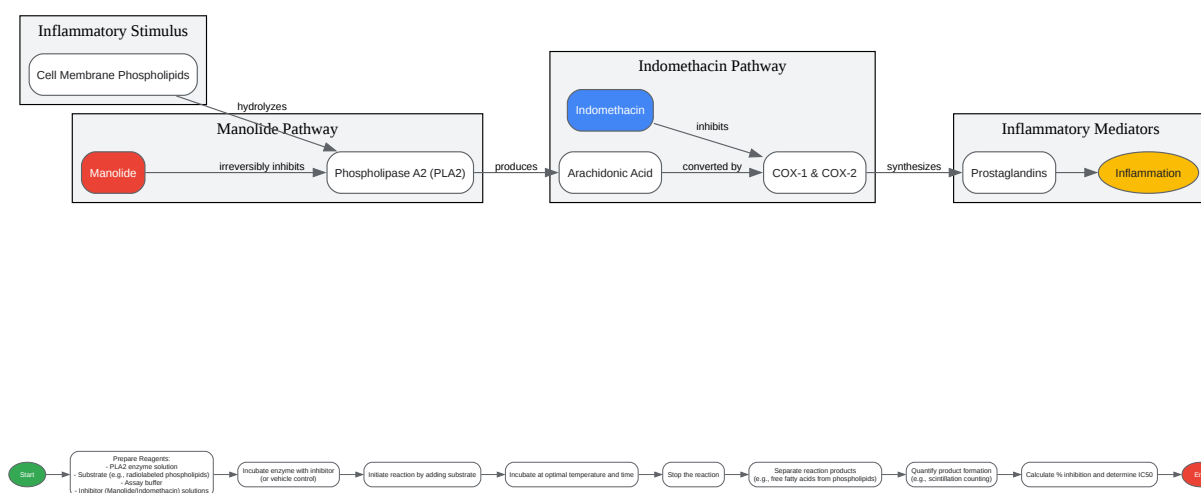 Inflammatory Stimulus
Cell Membrane Phospholipids
hydrolyzes
Manolide Pathway
Manolide
irreversibly inhibits
Phospholipase A2 (PLA2)
produces
Indomethacin Pathway
Indomethacin
inhibits
Arachidonic Acid
converted by
COX-1 & COX-2
synthesizes
Inflammatory Mediators
Prostaglandins
Inflammation
Start
Prepare Reagents:
- PLA2 enzyme solution
- Substrate (e.g., radiolabeled phospholipids)
- Assay buffer
- Inhibitor (Manolide/Indomethacin) solutions
Incubate enzyme with inhibitor
(or vehicle control)
Initiate reaction by adding substrate
Incubate at optimal temperature and time
Stop the reaction
Separate reaction products
(e.g., free fatty acids from phospholipids)
Quantify product formation
(e.g., scintillation counting)
Calculate % inhibition and determine IC50